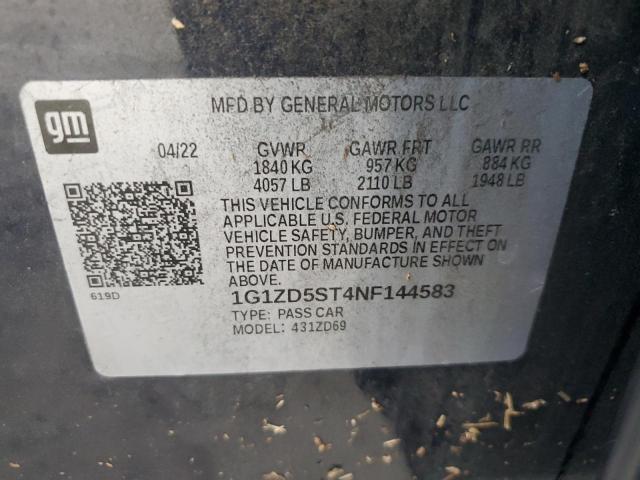 gm
MFD BY GENERAL MOTORS LLC
04/22 GVWR GAWR FRT GAWR RR
1840 KG 957 KG 884 KG
4057 LB 2110 LB 1948 LB
THIS VEHICLE CONFORMS TO ALL
APPLICABLE U.S. FEDERAL MOTOR
VEHICLE SAFETY, BUMPER, AND THEFT
PREVENTION STANDARDS IN EFFECT ON
THE DATE OF MANUFACTURE SHOWN
ABOVE.
619D
1G1ZD5ST4NF144583
TYPE: PASS CAR
MODEL: 431ZD69